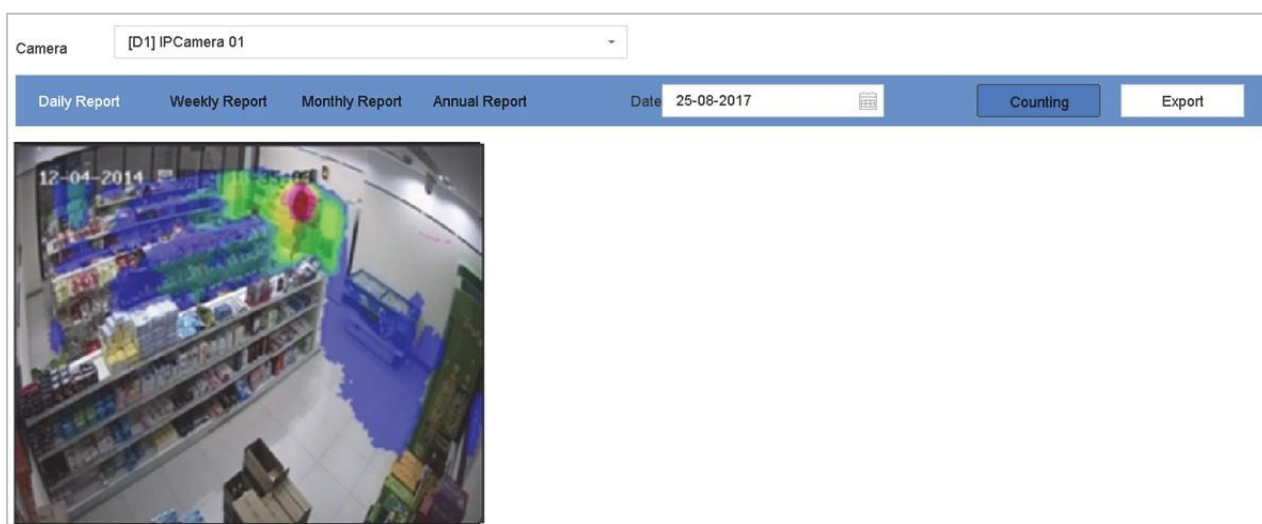 Camera [D1] IPCamera 01
Daily Report Weekly Report Monthly Report Annual Report Date 25-08-2017 Counting Export
12-04-2014